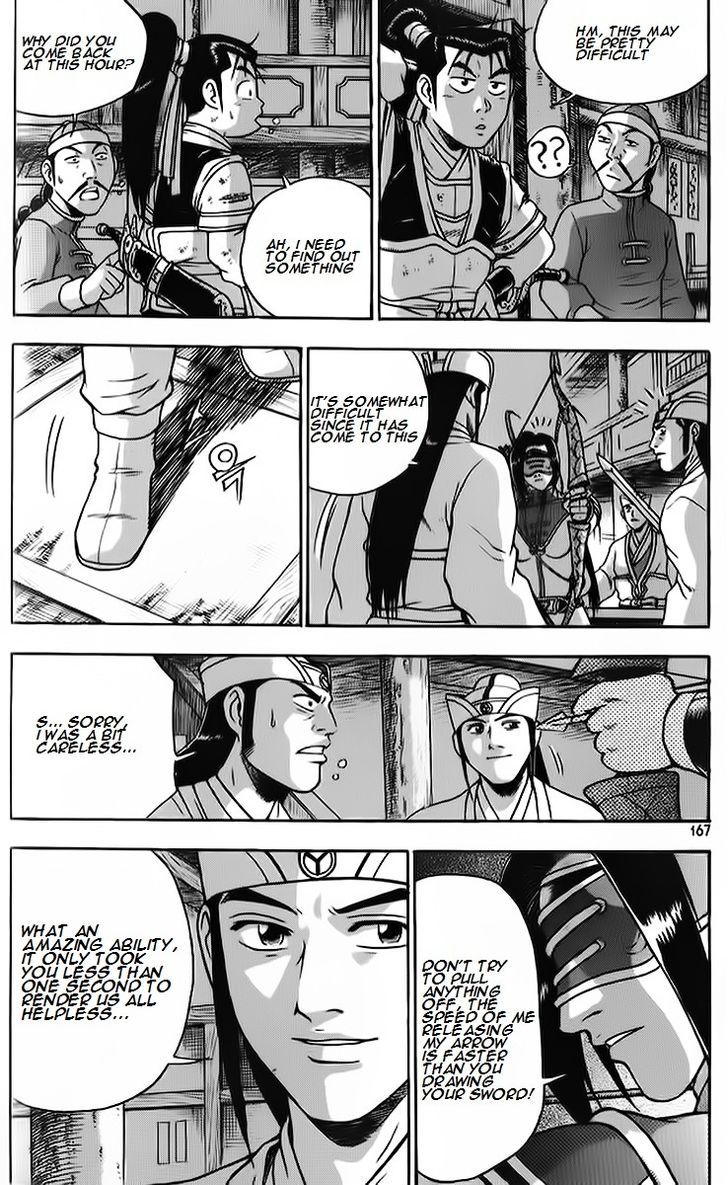 WHY DID YOU
COME BACK
AT THIS HOUR?
AH, I NEED
TO FIND OUT
SOMETHING
HM, THIS MAY
BE PRETTY
DIFFICULT
??
IT'S SOMEWHAT
DIFFICULT
SINCE IT HAS
COME TO THIS
S... SORRY,
I WAS A BIT
CARELESS...
167
WHAT AN
AMAZING ABILITY,
IT ONLY TOOK
YOU LESS THAN
ONE SECOND TO
RENDER US ALL
HELPLESS...
DON'T TRY
TO PULL
ANYTHING
OFF, THE
SPEED OF ME
RELEASING
MY ARROW
IS FASTER
THAN YOU
DRAWING
YOUR SWORD!